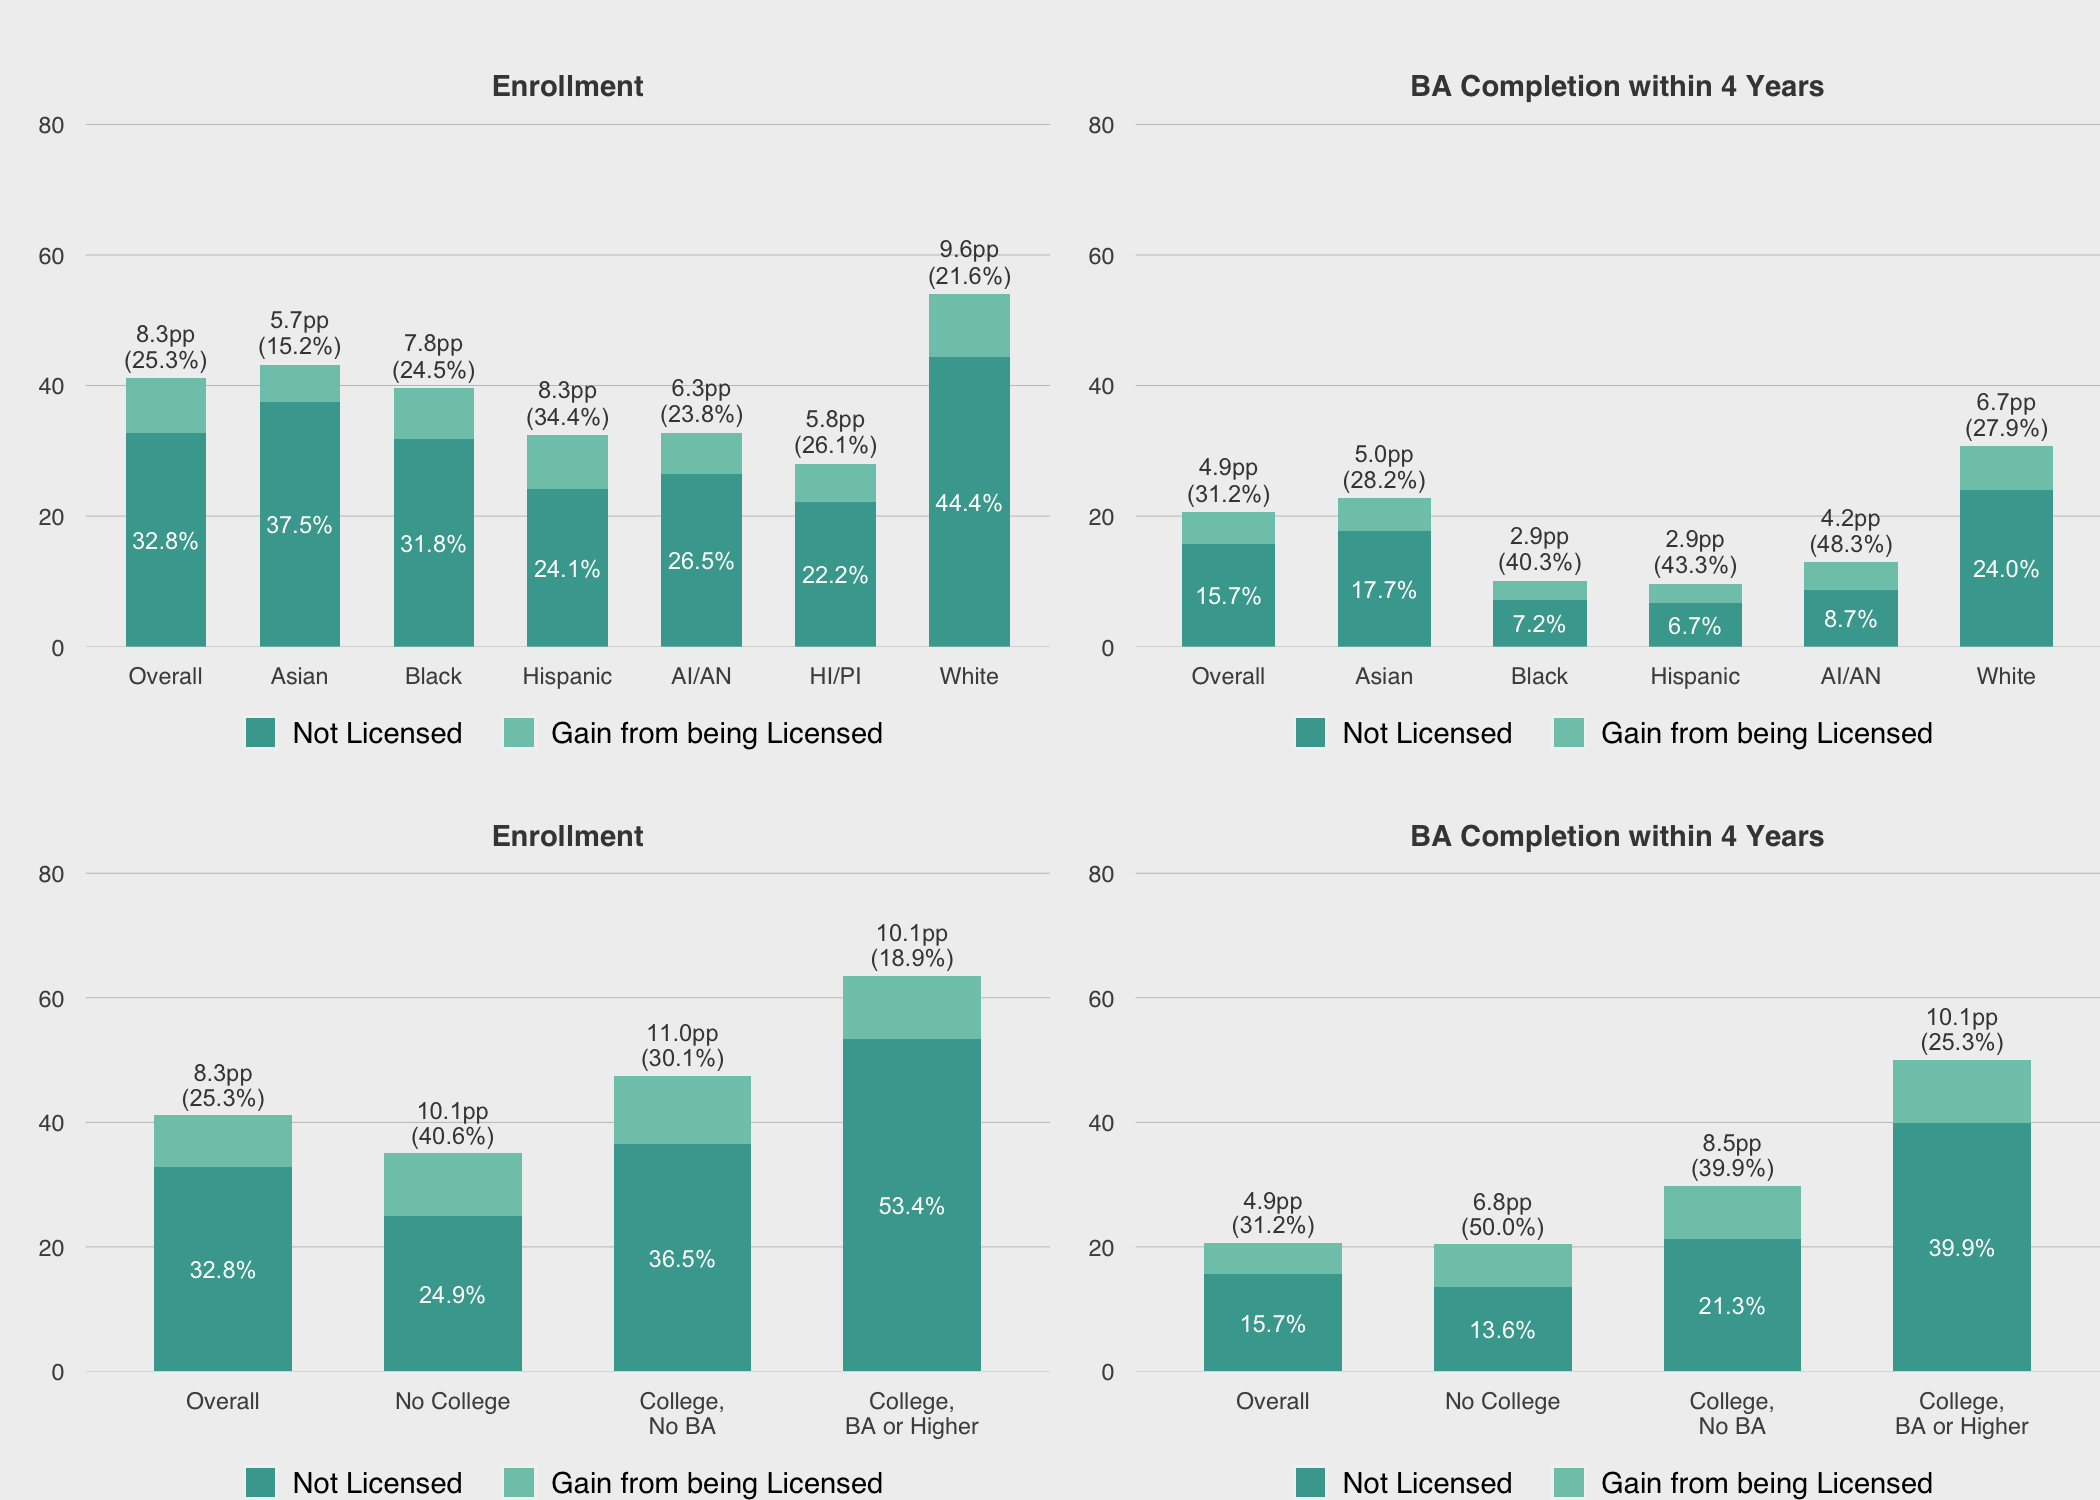 Enrollment
80
60
40
20
0
8.3pp
(25.3%)
32.8%
5.7pp
(15.2%)
37.5%
7.8pp
(24.5%)
31.8%
8.3pp
(34.4%)
24.1%
6.3pp
(23.8%)
26.5%
5.8pp
(26.1%)
22.2%
9.6pp
(21.6%)
44.4%
Overall Asian Black Hispanic AI/AN HI/PI White
Not Licensed Gain from being Licensed
BA Completion within 4 Years
80
60
40
20
0
4.9pp
(31.2%)
15.7%
5.0pp
(28.2%)
17.7%
2.9pp
(40.3%)
7.2%
2.9pp
(43.3%)
6.7%
4.2pp
(48.3%)
8.7%
6.7pp
(27.9%)
24.0%
Overall Asian Black Hispanic AI/AN White
Not Licensed Gain from being Licensed
Enrollment
80
60
40
20
0
8.3pp
(25.3%)
32.8%
10.1pp
(40.6%)
24.9%
11.0pp
(30.1%)
36.5%
10.1pp
(18.9%)
53.4%
Overall
No College
College,
No BA
College,
BA or Higher
Not Licensed Gain from being Licensed
BA Completion within 4 Years
80
60
40
20
0
4.9pp
(31.2%)
15.7%
6.8pp
(50.0%)
13.6%
8.5pp
(39.9%)
21.3%
10.1pp
(25.3%)
39.9%
Overall
No College
College,
No BA
College,
BA or Higher
Not Licensed Gain from being Licensed